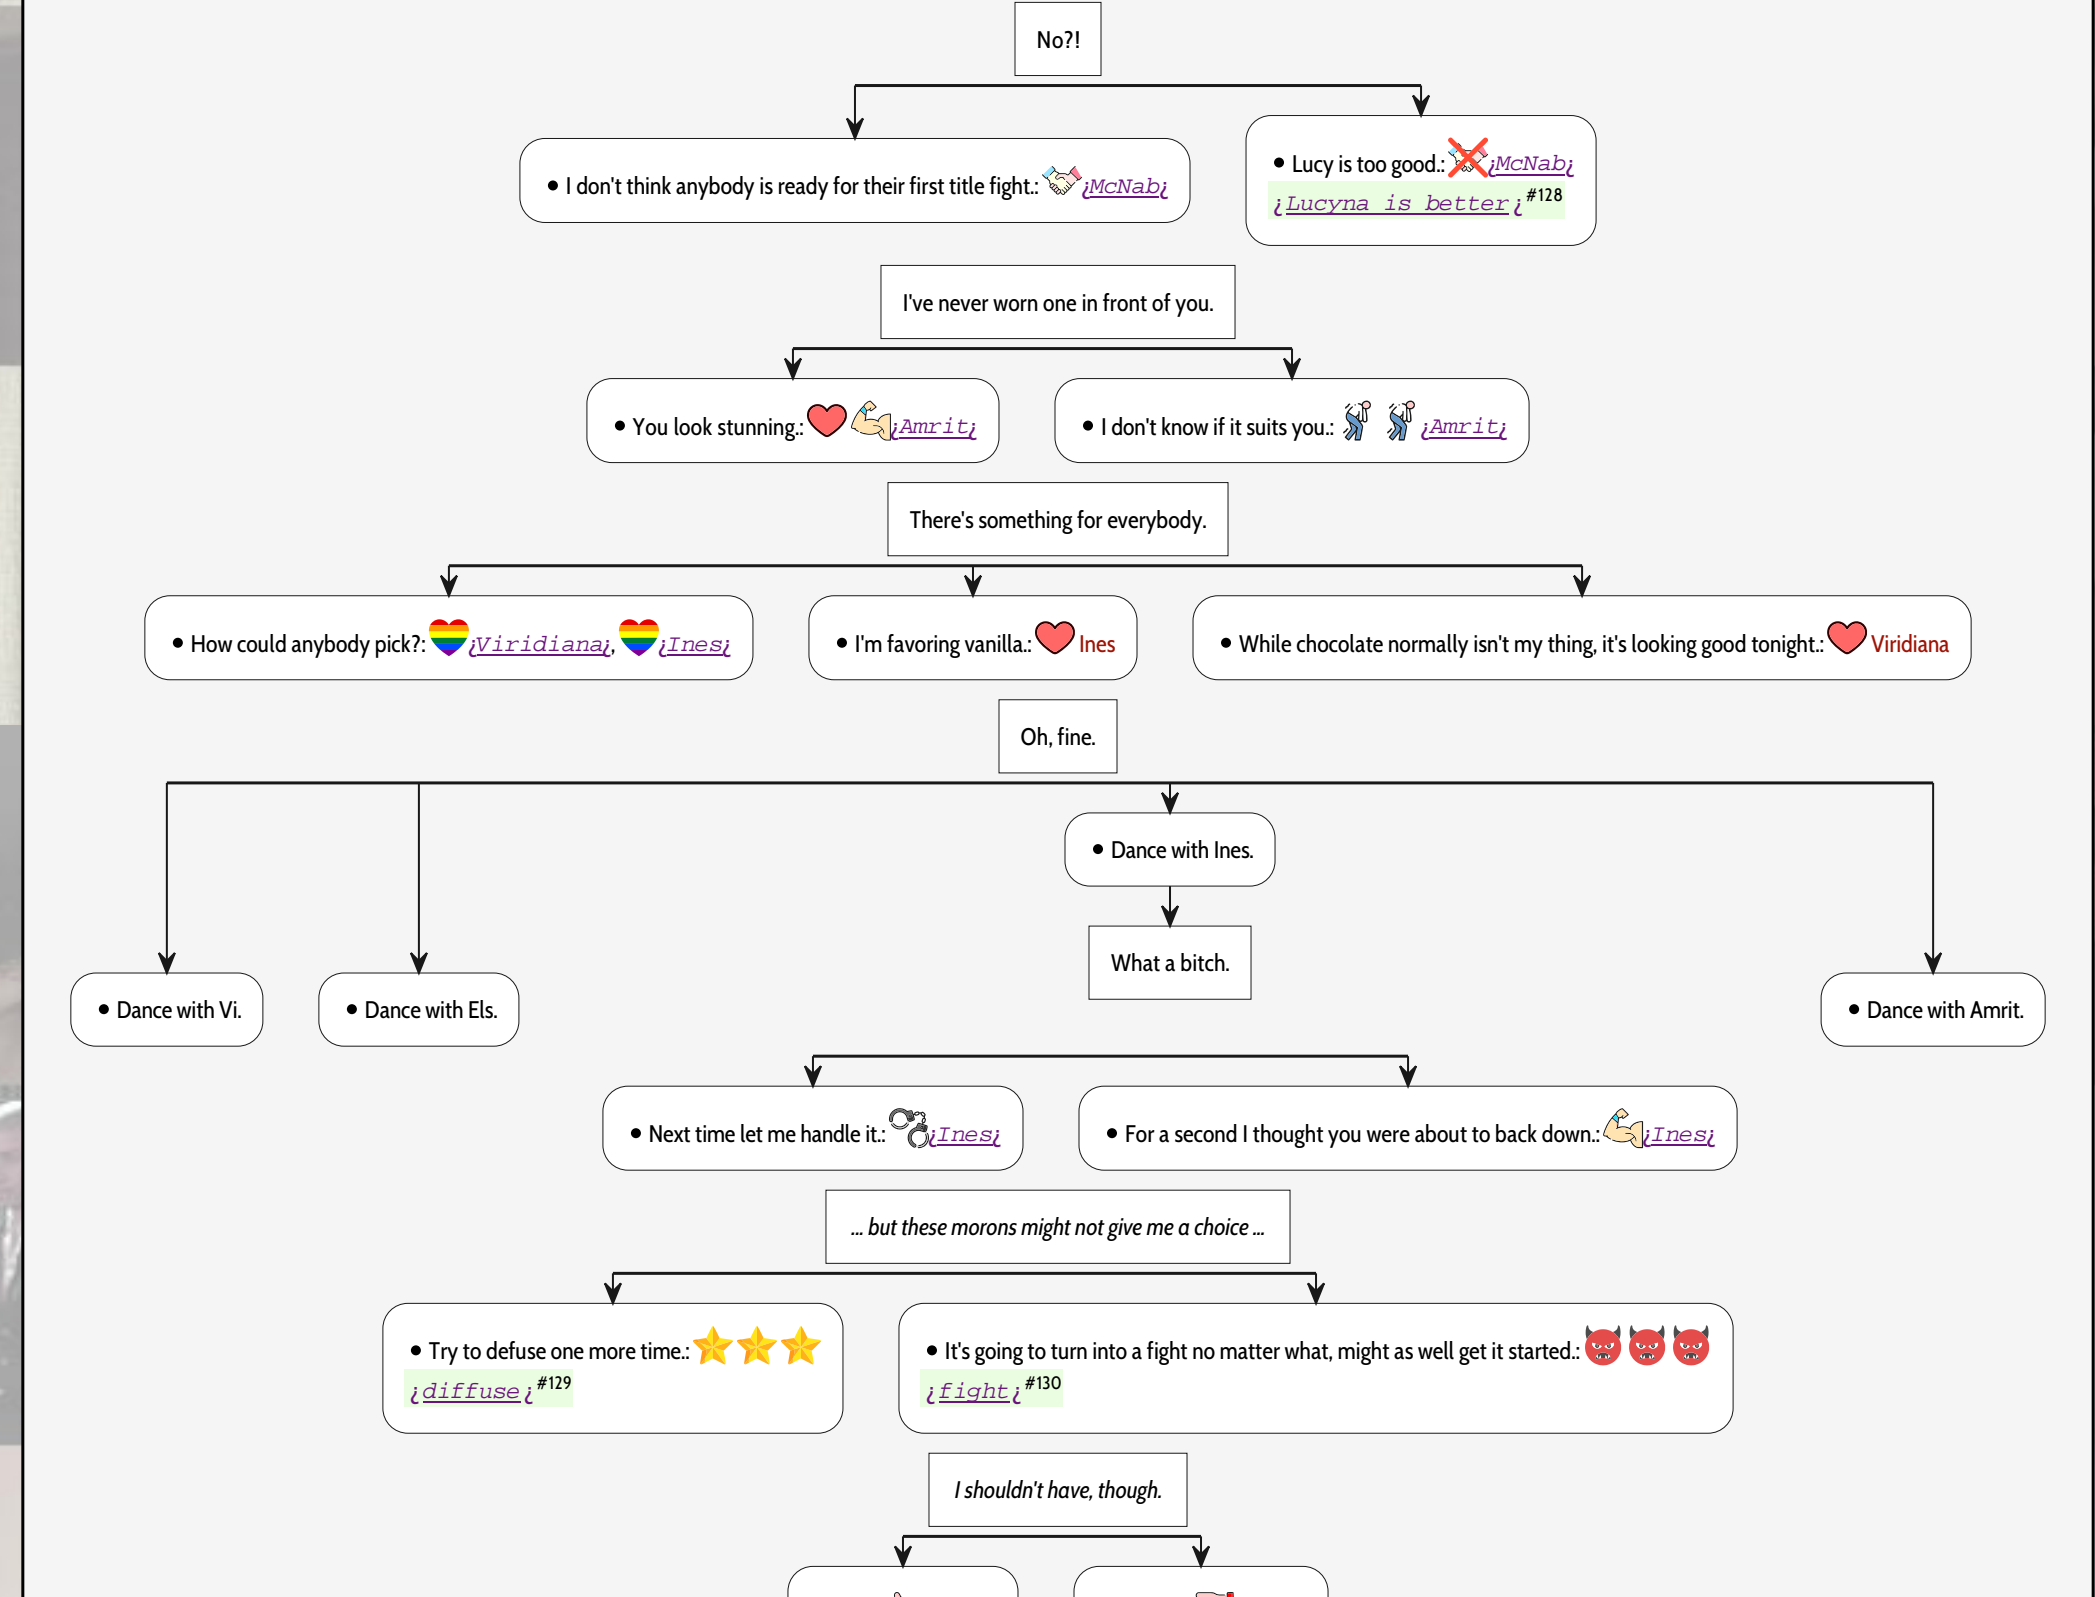 No?!
• I don't think anybody is ready for their first title fight.: ¿McNab¿
• Lucy is too good.: ¿McNab¿
¿Lucyna is better¿#128
I've never worn one in front of you.
• You look stunning.: ¿Amrit¿
• I don't know if it suits you.: ¿Amrit¿
There's something for everybody.
• How could anybody pick?: ¿Viridiana¿, ¿Ines¿
• I'm favoring vanilla.: Ines
• While chocolate normally isn't my thing, it's looking good tonight.: Viridiana
Oh, fine.
• Dance with Ines.
What a bitch.
• Dance with Vi.
• Dance with Els.
• Dance with Amrit.
• Next time let me handle it.: ¿Ines¿
• For a second I thought you were about to back down.: ¿Ines¿
... but these morons might not give me a choice ...
• Try to defuse one more time.:
¿diffuse¿#129
• It's going to turn into a fight no matter what, might as well get it started.:
¿fight¿#130
I shouldn't have, though.